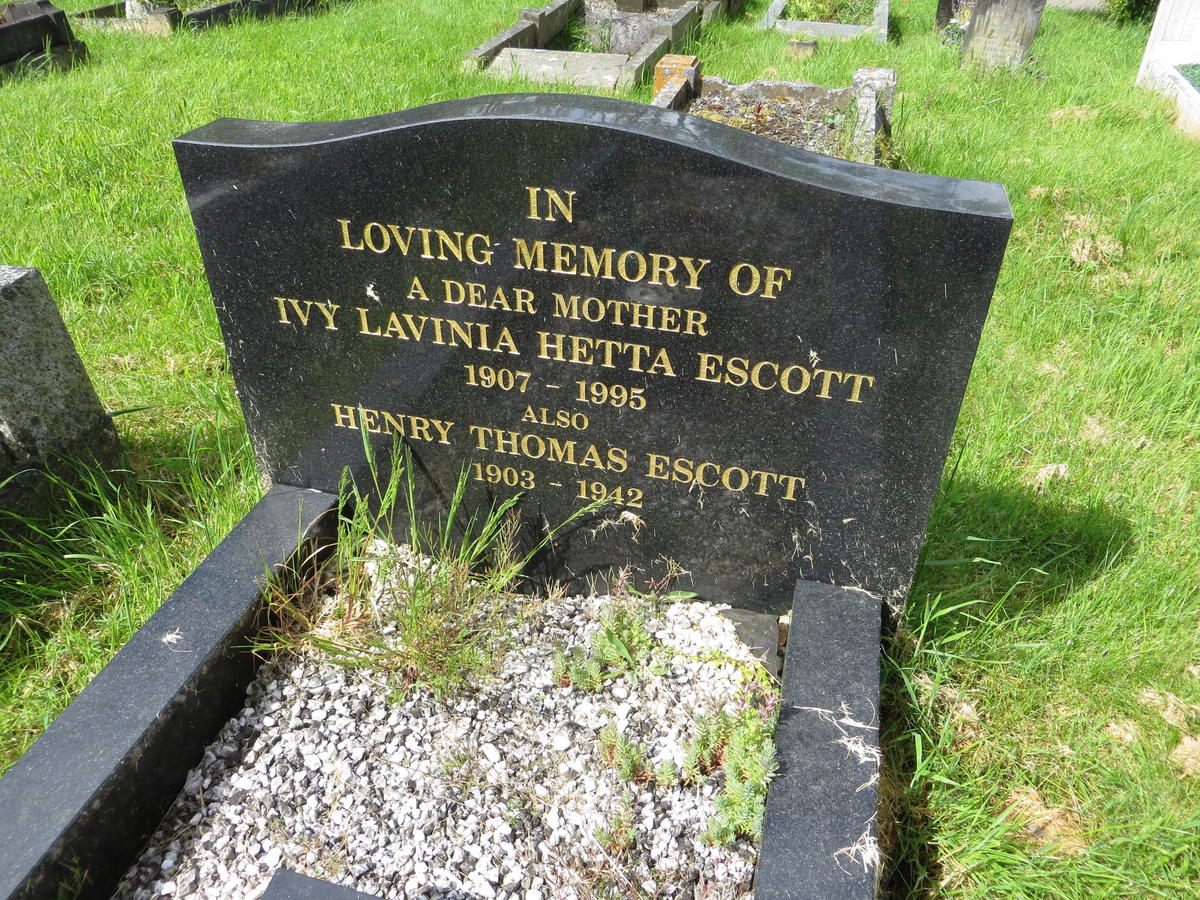 IN
LOVING MEMORY OF
A DEAR MOTHER
IVY LAVINIA HETTA ESCOTT
1907 - 1995
ALSO
HENRY THOMAS ESCOTT
1903 - 1942